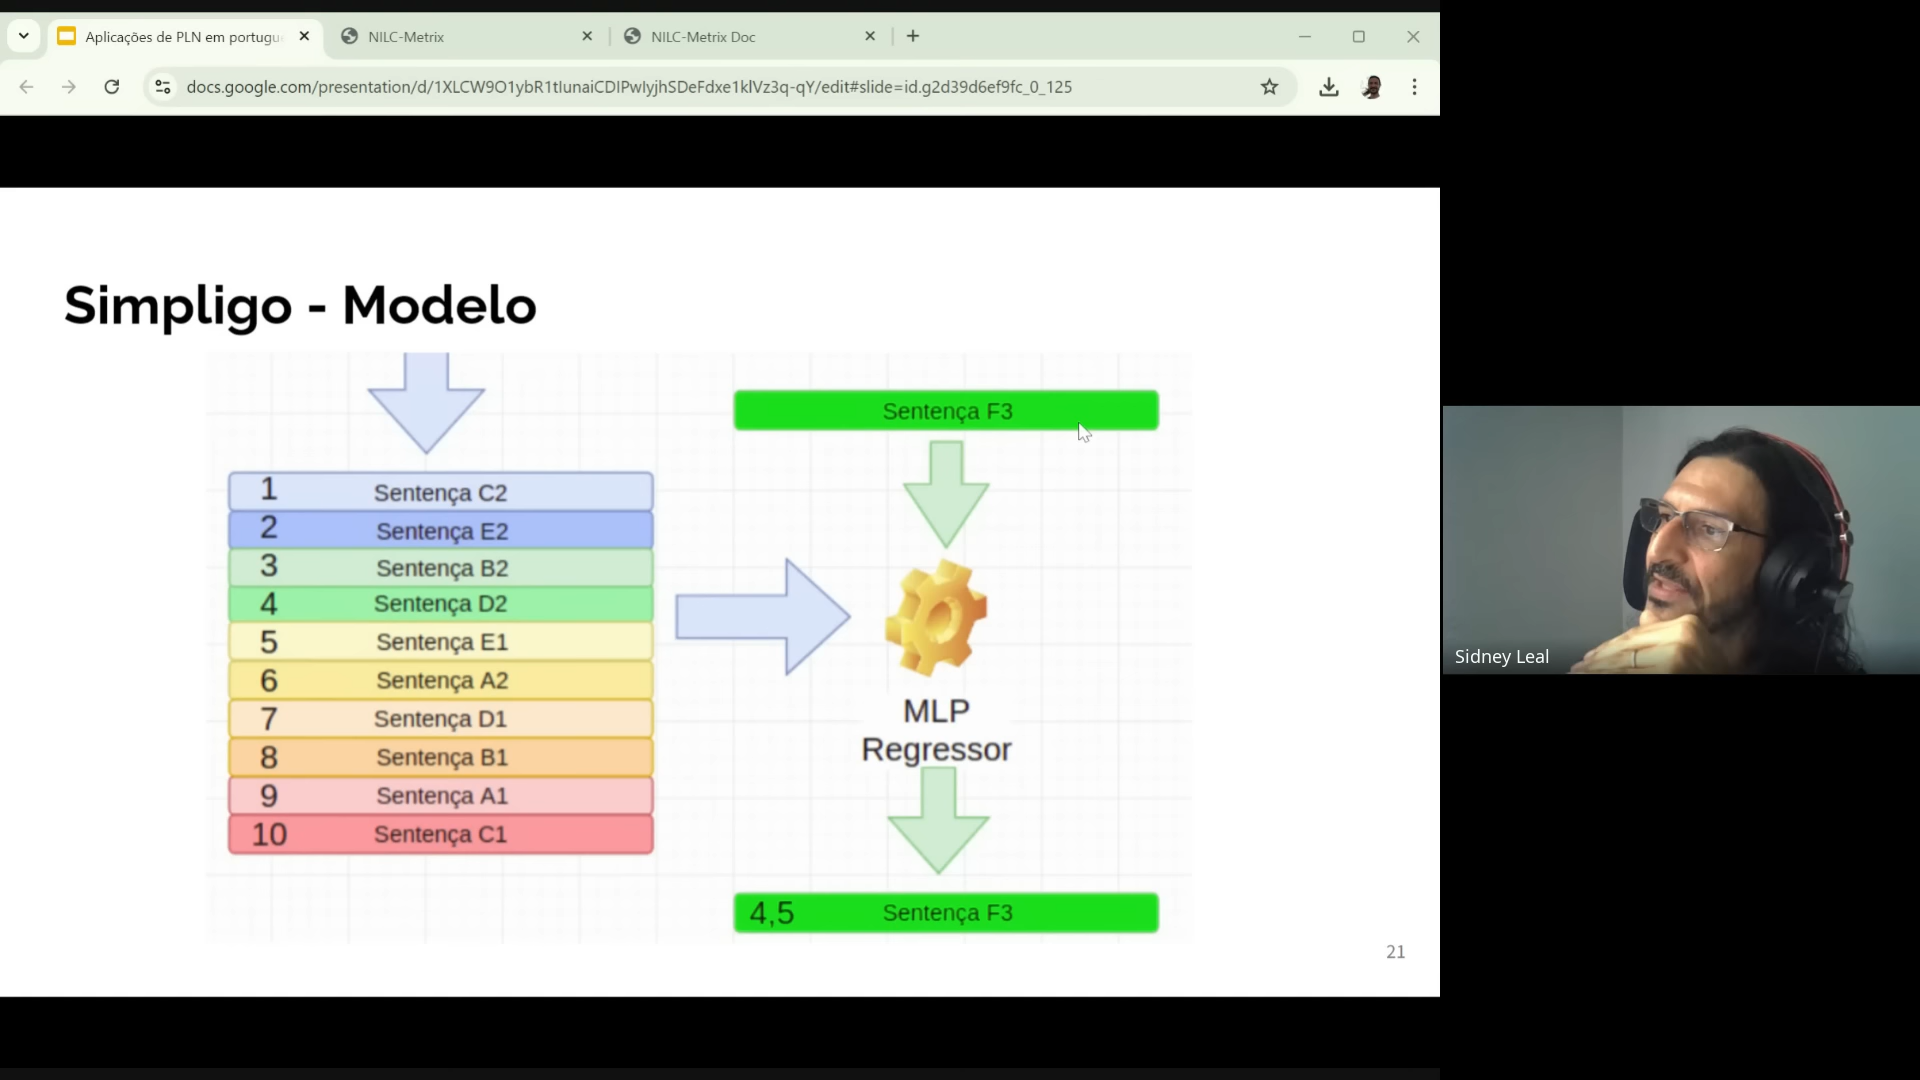 Aplicações de PLN em portugu
NILC-Metrix
NILC-Metrix Doc
docs.google.com/presentation/d/1XLCW9O1ybR1tIunaiCDIPwIyjhSDeFdxe1klVz3q-qY/edit#slide=id.g2d39d6ef9fc_0_125
Simpligo - Modelo
1 Sentença C2
2 Sentença E2
3 Sentença B2
4 Sentença D2
5 Sentença E1
6 Sentença A2
7 Sentença D1
8 Sentença B1
9 Sentença A1
10 Sentença C1
Sentença F3
MLP
Regressor
4,5 Sentença F3
21
Sidney Leal